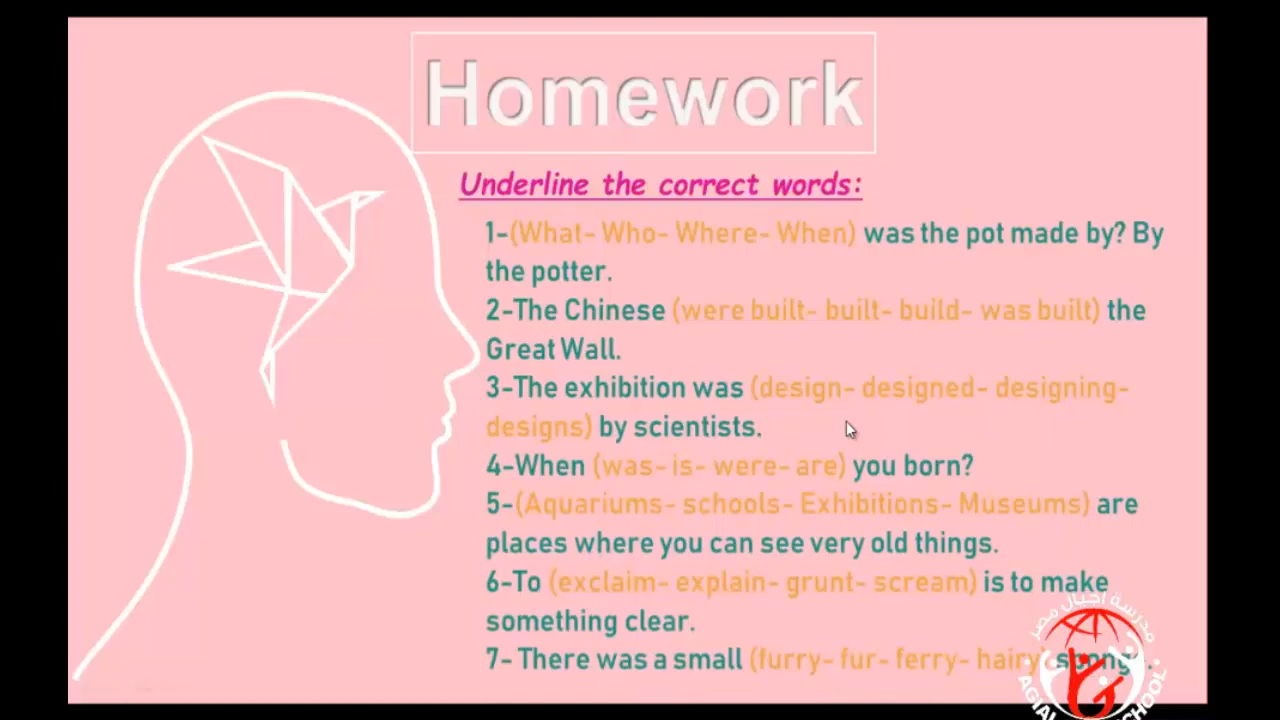 Homework
Underline the correct words:
1-(What- Who- Where- When) was the pot made by? By
the potter.
2-The Chinese (were built- built- build- was built) the
Great Wall.
3-The exhibition was (design- designed- designing-
designs) by scientists.
4-When (was- is- were- are) you born?
5-(Aquariums- schools- Exhibitions- Museums) are
places where you can see very old things.
6-To (exclaim- explain- grunt- scream) is to make
something clear.
7- There was a small (furry- fur- ferry- hairy)
مدرسة اجيال مصر
SCHOOL